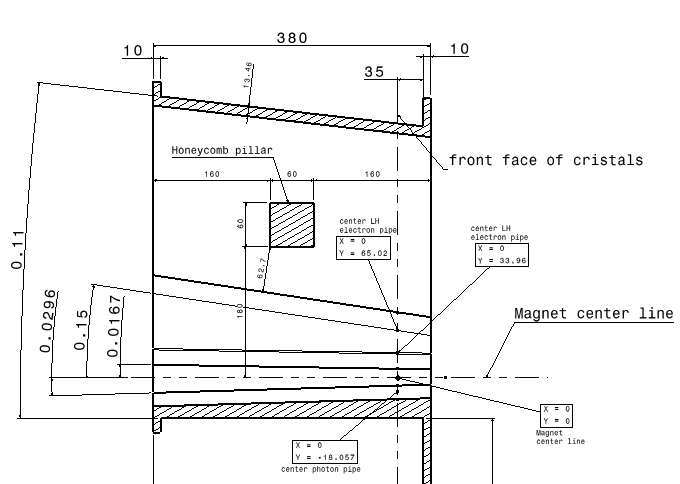 380
10
10
35
13.46
front face of cristals
Honeycomb pillar
160
60
160
60
center LH
electron pipe
X = 0
Y = 65.02
center LH
electron pipe
X = 0
Y = 33.96
62.7
180
0.11
0.0296
0.15
0.0167
Magnet center line
X = 0
Y = 0
Magnet
center line
X = 0
Y = -18.057
center photon pipe